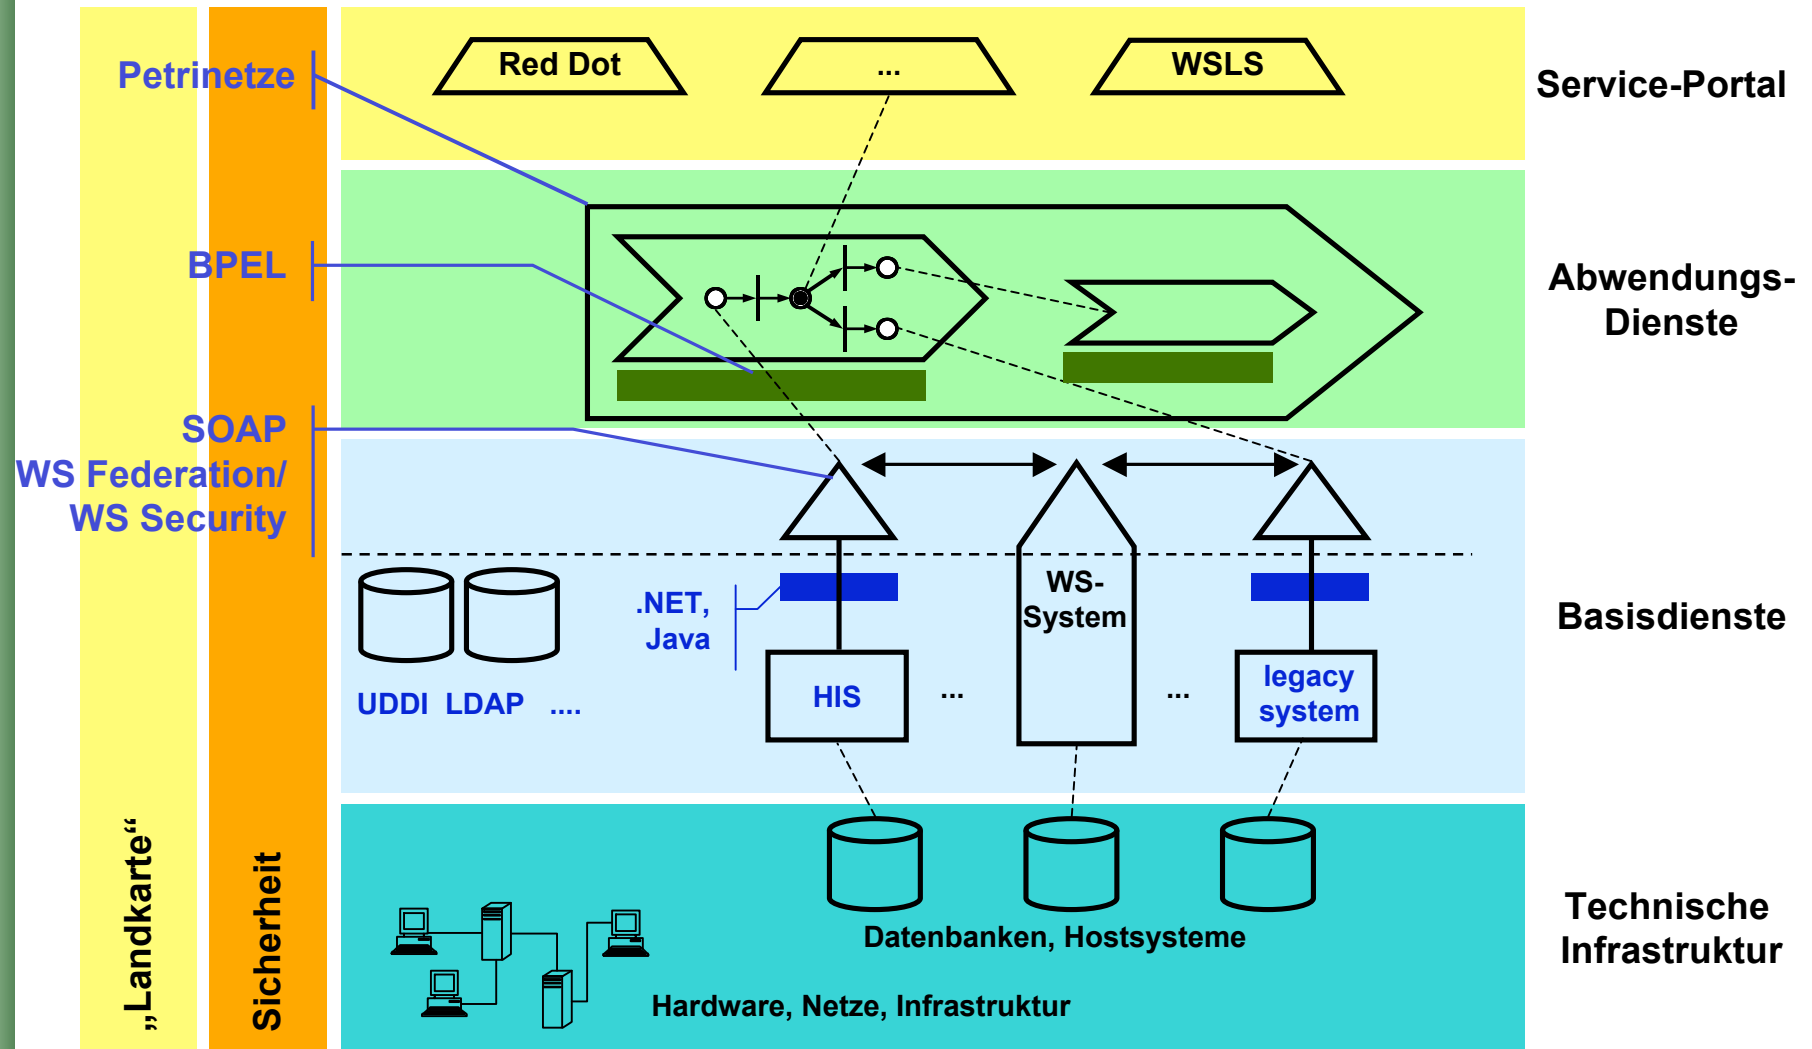 Petrinetze
Red Dot
...
WSLS
Service-Portal
BPEL
Abwendungs-
Dienste
SOAP
WS Federation/
WS Security
.NET,
Java
WS-
System
Basisdienste
UDDI LDAP ....
HIS
...
...
legacy
system
„Landkarte“
Sicherheit
Datenbanken, Hostsysteme
Hardware, Netze, Infrastruktur
Technische
Infrastruktur